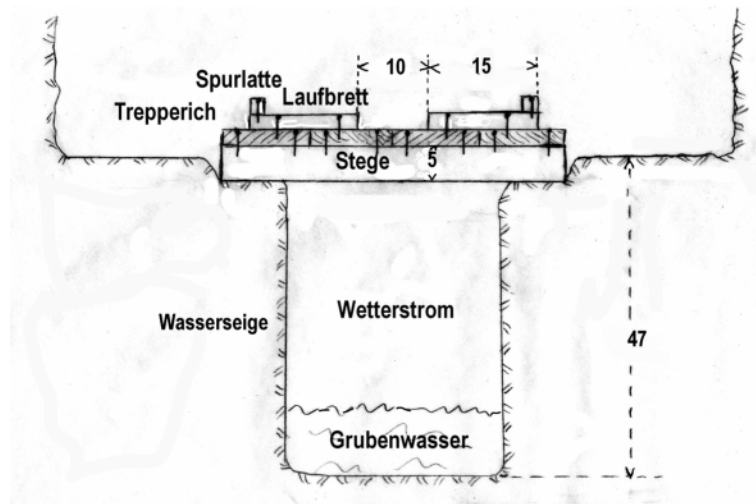 10
15
Spurlatte
Laufbrett
Trepperich
Stege
5
Wasserseige
Wetterstrom
47
Grubenwasser